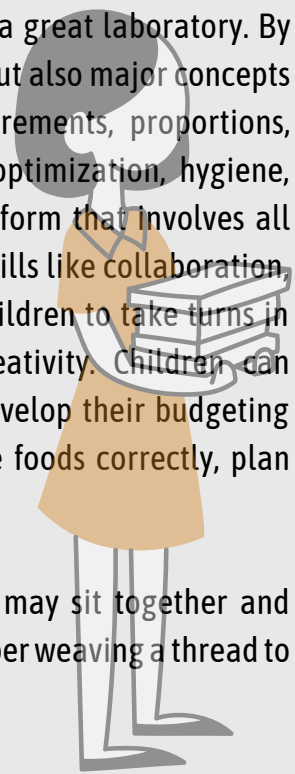 a great laboratory. By
ut also major concepts
rements, proportions,
optimization, hygiene,
form that involves all
ills like collaboration,
ildren to take turns in
eativity. Children can
velop their budgeting
e foods correctly, plan
may sit together and
per weaving a thread to